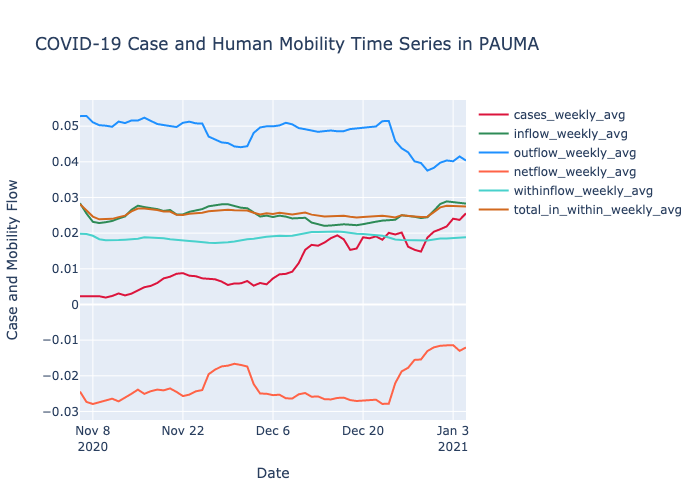 COVID-19 Case and Human Mobility Time Series in PAUMA
cases_weekly_avg
inflow_weekly_avg
outflow_weekly_avg
netflow_weekly_avg
withinflow_weekly_avg
total_in_within_weekly_avg
Case and Mobility Flow
0.05
0.04
0.03
0.02
0.01
0
−0.01
−0.02
−0.03
Nov 8
2020
Nov 22
Dec 6
Dec 20
Jan 3
2021
Date